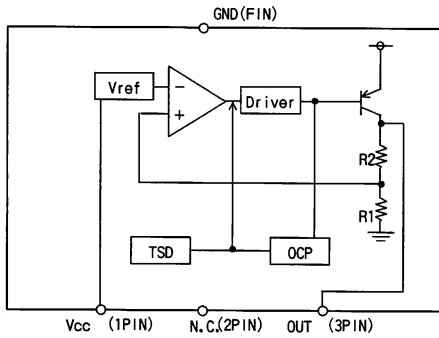 GND(FIN)
Vref
−
+
Driver
R2
R1
TSD
OCP
Vcc (1PIN) N.C.(2PIN) OUT (3PIN)